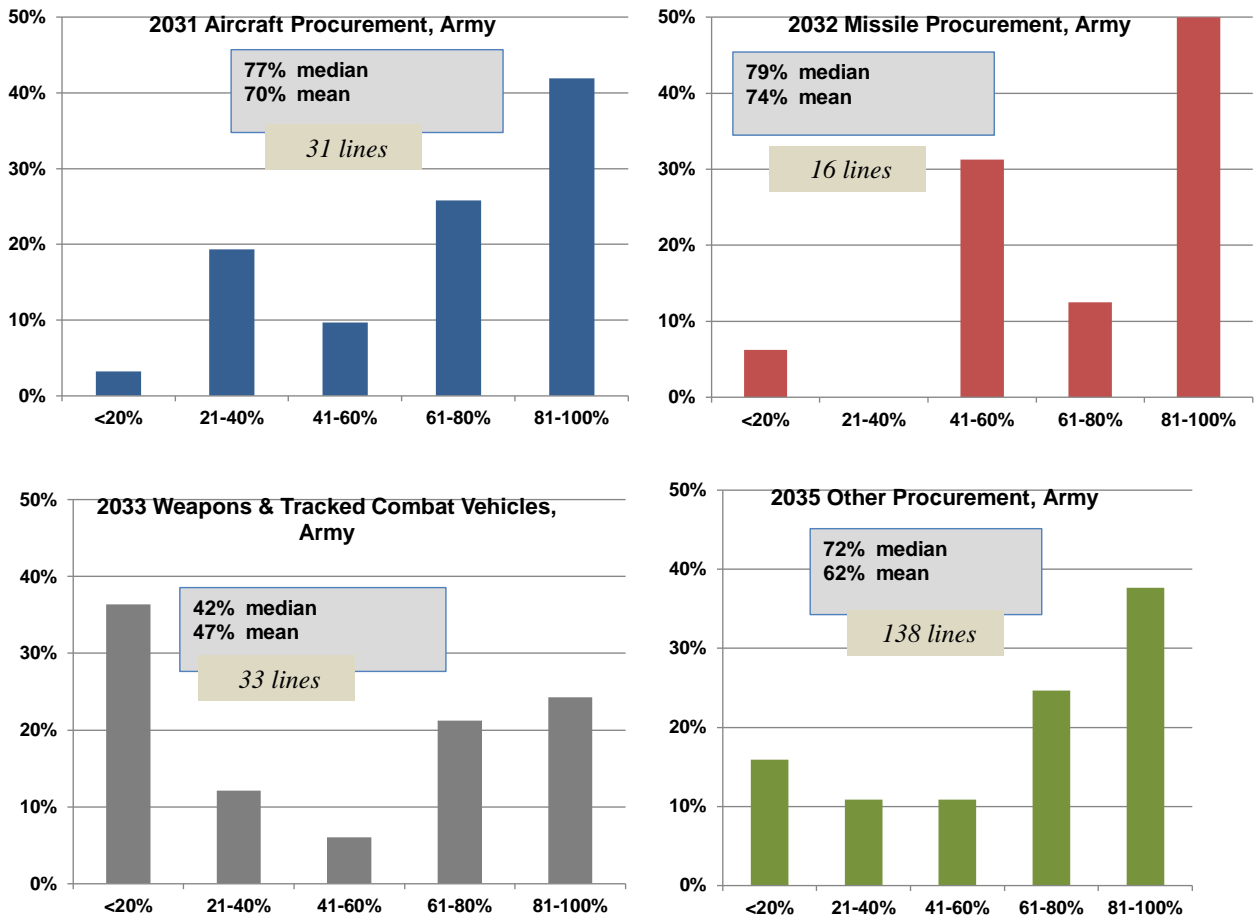 2031 Aircraft Procurement, Army
77% median
70% mean
31 lines
50%
40%
30%
20%
10%
0%
<20%
21-40%
41-60%
61-80%
81-100%
2032 Missile Procurement, Army
79% median
74% mean
16 lines
50%
40%
30%
20%
10%
0%
<20%
21-40%
41-60%
61-80%
81-100%
2033 Weapons & Tracked Combat Vehicles,
Army
42% median
47% mean
33 lines
50%
40%
30%
20%
10%
0%
<20%
21-40%
41-60%
61-80%
81-100%
2035 Other Procurement, Army
72% median
62% mean
138 lines
50%
40%
30%
20%
10%
0%
<20%
21-40%
41-60%
61-80%
81-100%